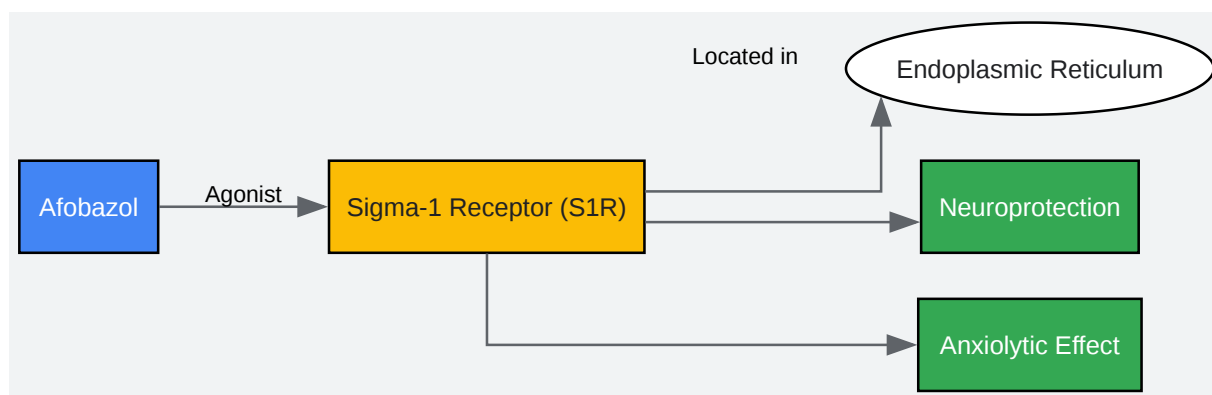 Located in
Endoplasmic Reticulum
Afobazol
Agonist
Sigma-1 Receptor (S1R)
Neuroprotection
Anxiolytic Effect